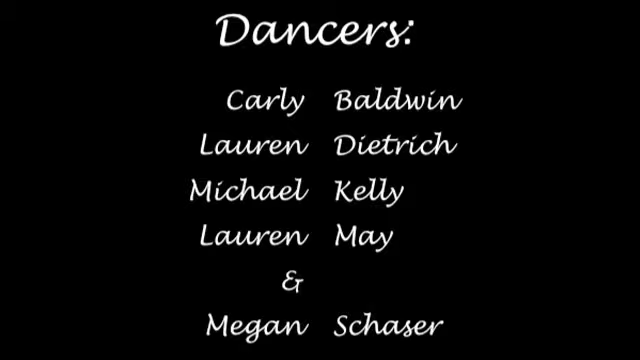 Dancers:
Carly Baldwin
Lauren Dietrich
Michael Kelly
Lauren May
&
Megan Schaser